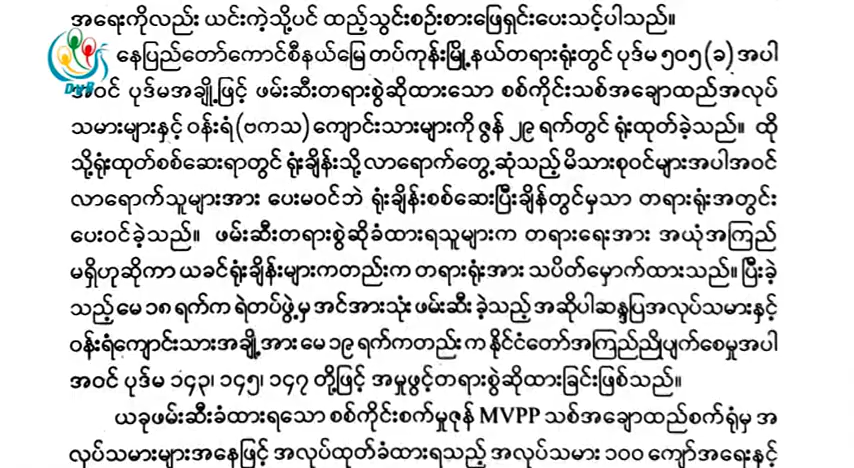 အရေးကိုလည်း ယင်းကဲ့သို့ပင် ထည့်သွင်းစဉ်းစားဖြေရှင်းပေးသင့်ပါသည်။
နေပြည်တော်ကောင်စီနယ်မြေ တပ်ကုန်းမြို့နယ်တရားရုံးတွင် ပုဒ်မ ၅၀၅(ခ) အပါ
အဝင် ပုဒ်မအချို့ဖြင့် ဖမ်းဆီးတရားစွဲဆိုထားသော စစ်ကိုင်းသစ်အချောထည်အလုပ်
သမားများနှင့် ဝန်းရံ(ဗကသ)ကျောင်းသားများကို ဇွန် ၂၉ ရက်တွင် ရုံးထုတ်ခဲ့သည်။ ထို
သို့ရုံးထုတ်စစ်ဆေးရာတွင် ရုံးချိန်းသို့ လာရောက်တွေ့ဆုံသည့် မိသားစုဝင်များအပါအဝင်
လာရောက်သူများအား ပေးမဝင်ဘဲ ရုံးချိန်းစစ်ဆေးပြီးချိန်တွင်မှသာ တရားရုံးအတွင်း
ပေးဝင်ခဲ့သည်။ ဖမ်းဆီးတရားစွဲဆိုခံထားရသူများက တရားရေးအား အယုံအကြည်
မရှိဟုဆိုကာ ယခင်ရုံးချိန်းများကတည်းက တရားရုံးအား သပိတ်မှောက်ထားသည်။ ပြီးခဲ့
သည့် မေ ၁၈ ရက်က ရဲတပ်ဖွဲ့မှ အင်အားသုံး ဖမ်းဆီး ခဲ့သည့် အဆိုပါဆန္ဒပြအလုပ်သမားနှင့်
ဝန်းရံကျောင်းသားအချို့အား မေ ၁၉ ရက်ကတည်း က နိုင်ငံတော်အကြည်ညိုပျက်စေမှုအပါ
အဝင် ပုဒ်မ ၁၄၃၊ ၁၄၅၊ ၁၄၇ တို့ဖြင့် အမှုဖွင့်တရားစွဲဆိုထားခြင်းဖြစ်သည်။
ယခုဖမ်းဆီးခံထားရသော စစ်ကိုင်းစက်မှုဇုန် MVPP သစ်အချောထည်စက်ရုံမှ အ
လုပ်သမားများအနေဖြင့် အလုပ်ထုတ်ခံထားရသည့် အလုပ်သမား ၁၀၀ ကျော်အရေးနှင့်
DVB